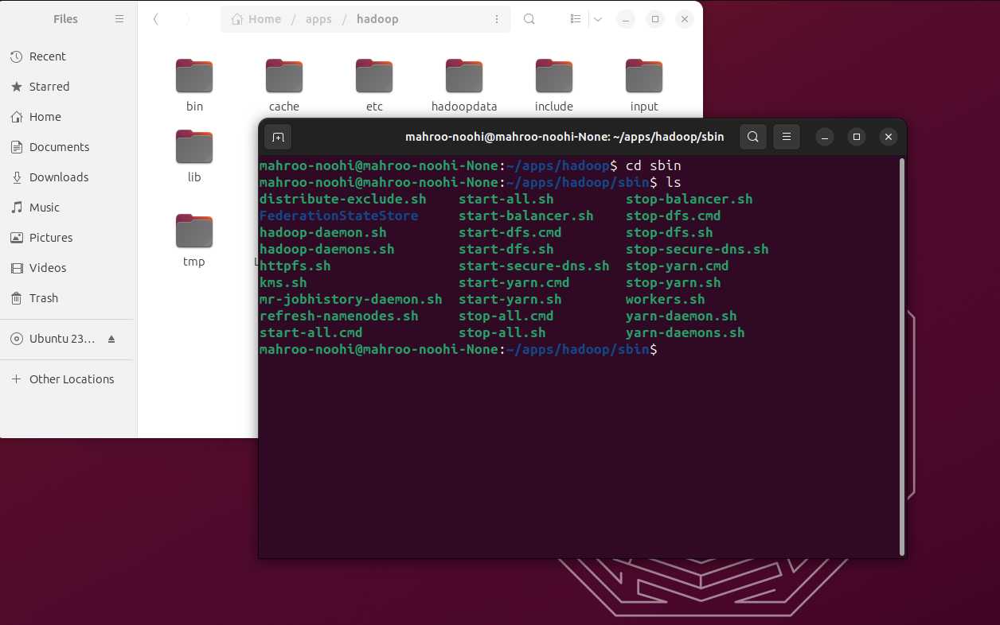 Files
Home / apps / hadoop
Recent
Starred
Home
Documents
Downloads
Music
Pictures
Videos
Trash
Ubuntu 23...
Other Locations
bin cache etc hadoopdata include input
lib
tmp
mahroo-noohi@mahroo-noohi-None: ~/apps/hadoop/sbin
mahroo-noohi@mahroo-noohi-None:~/apps/hadoop$ cd sbin
mahroo-noohi@mahroo-noohi-None:~/apps/hadoop/sbin$ ls
distribute-exclude.sh start-all.sh stop-balancer.sh
FederationStateStore start-balancer.sh stop-dfs.cmd
hadoop-daemon.sh start-dfs.cmd stop-dfs.sh
hadoop-daemons.sh start-dfs.sh stop-secure-dns.sh
httpfs.sh start-secure-dns.sh stop-yarn.cmd
kms.sh start-yarn.cmd stop-yarn.sh
mr-jobhistory-daemon.sh start-yarn.sh workers.sh
refresh-namenodes.sh stop-all.cmd yarn-daemon.sh
start-all.cmd stop-all.sh yarn-daemons.sh
mahroo-noohi@mahroo-noohi-None:~/apps/hadoop/sbin$